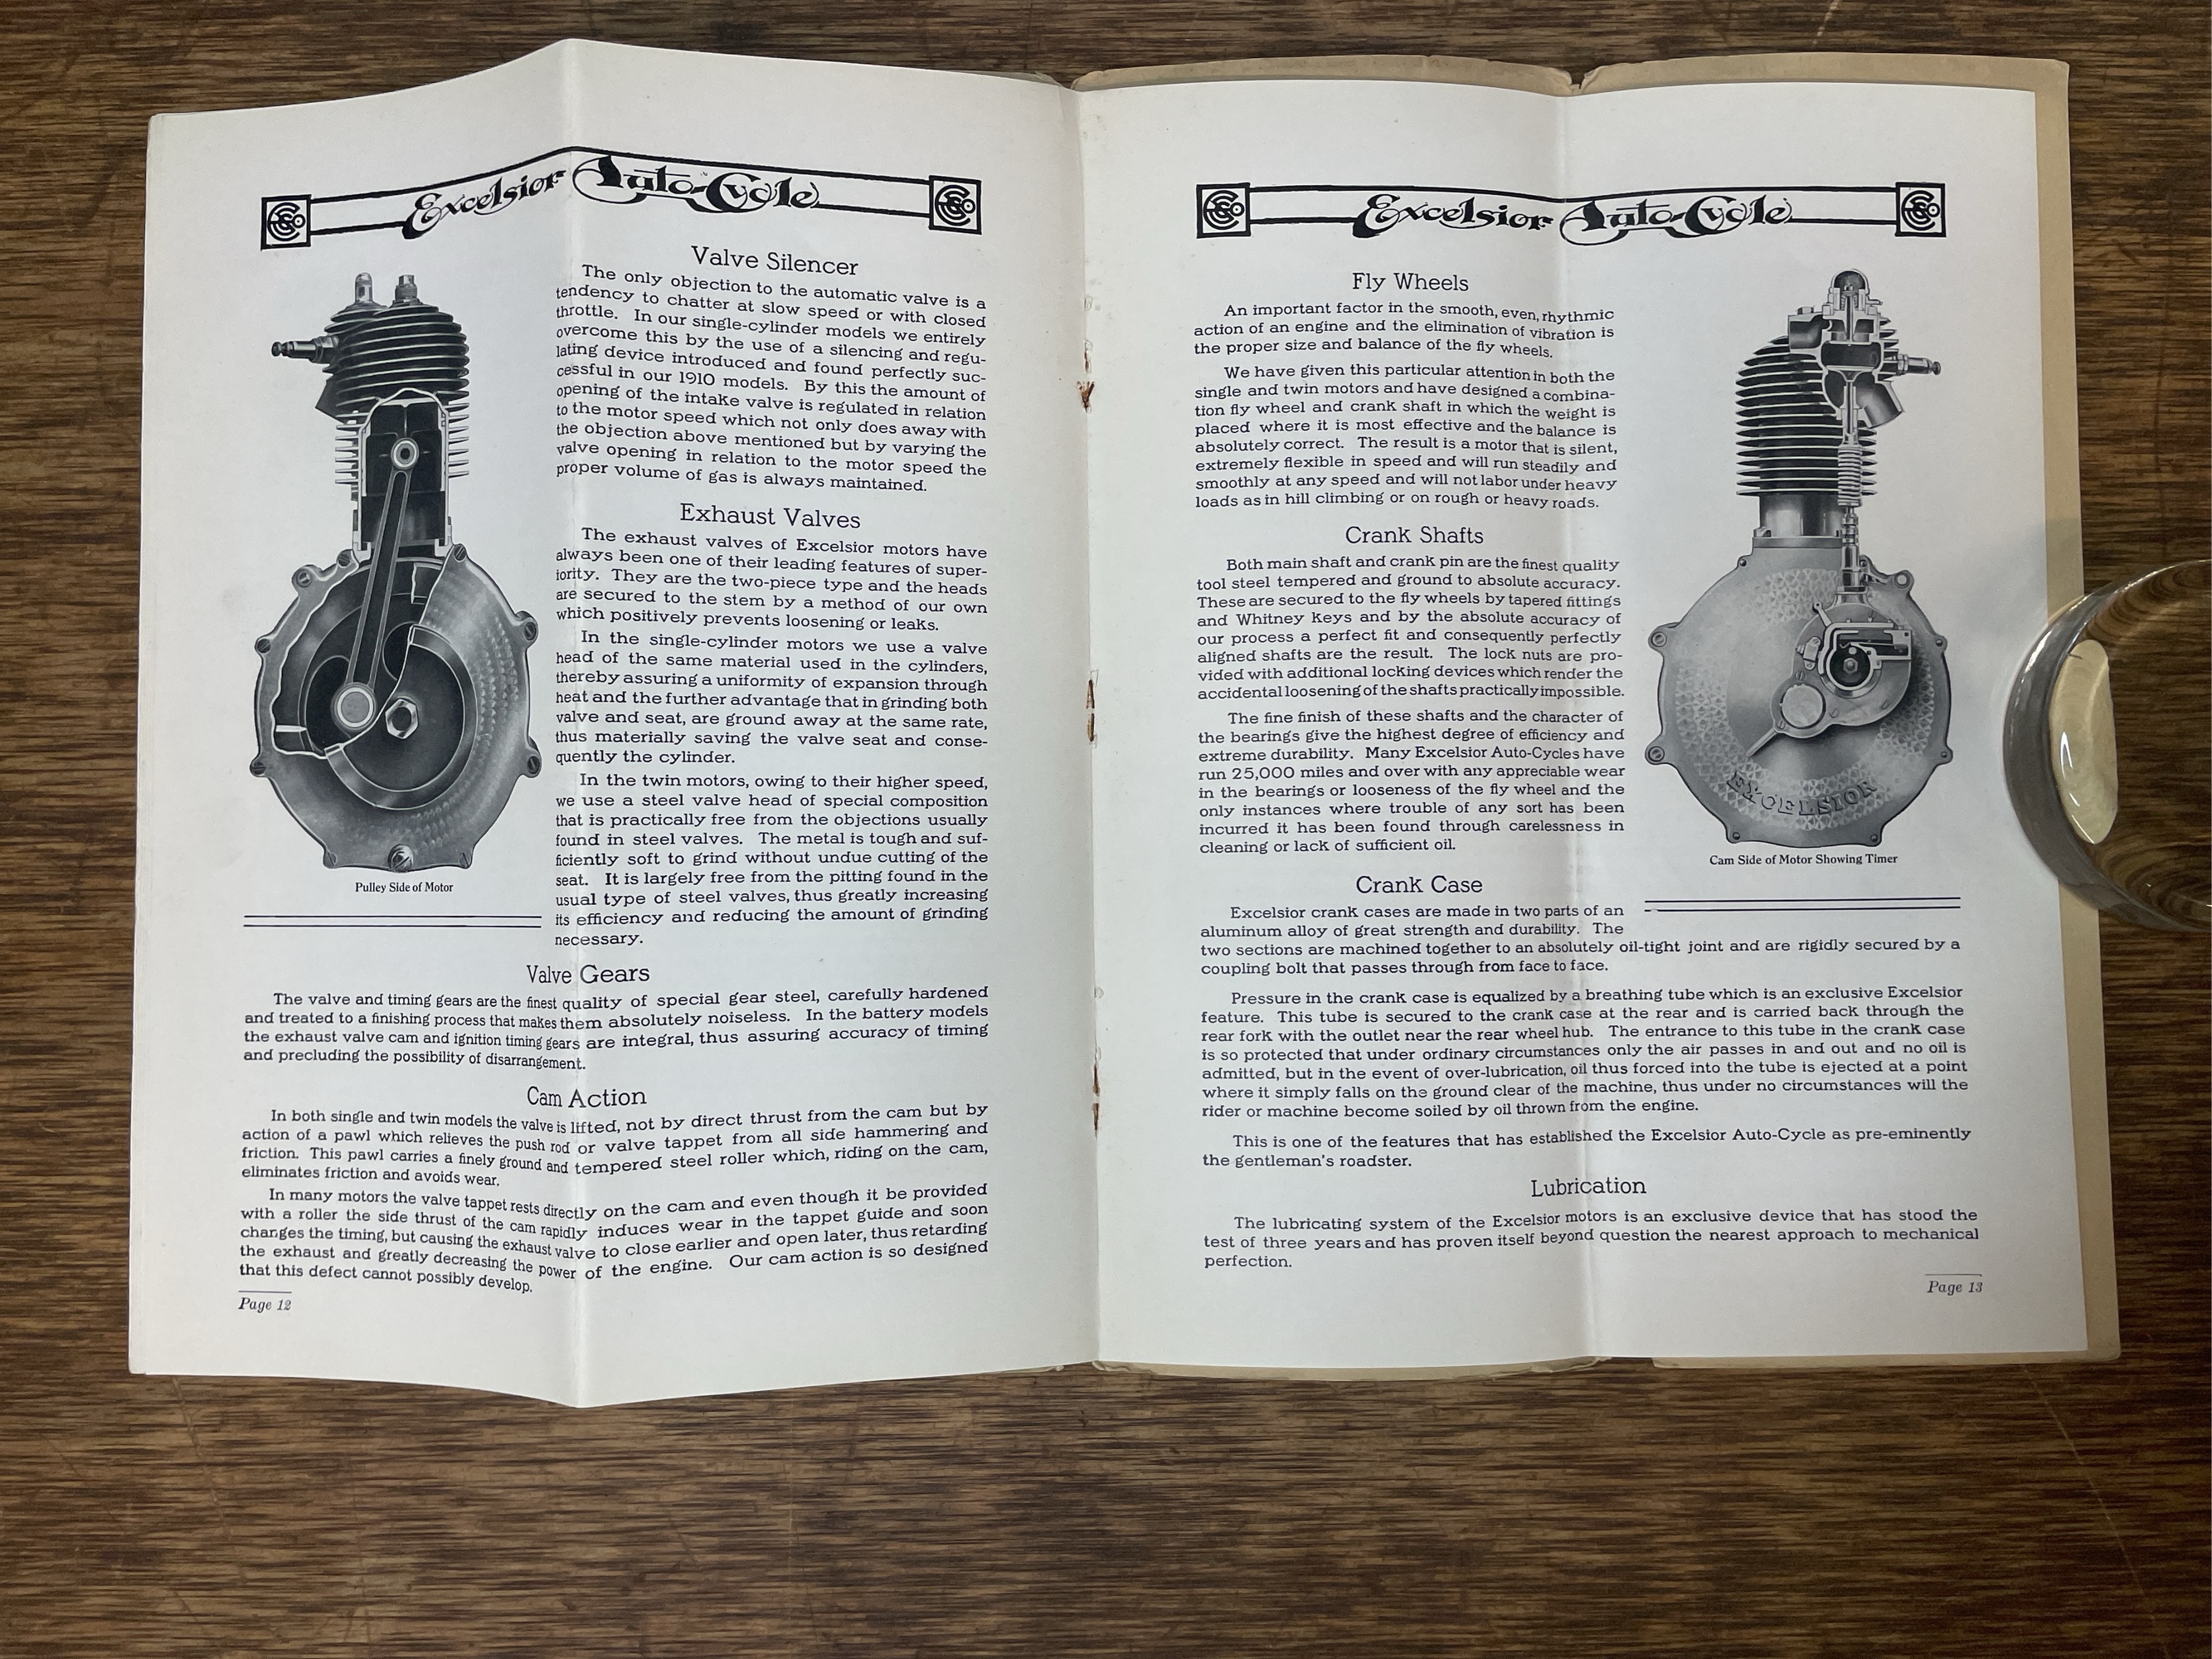 Excelsior Auto-Cycle
Valve Silencer
The only objection to the automatic valve is a
tendency to chatter at slow speed or with closed
throttle. In our single-cylinder models we entirely
overcome this by the use of a silencing and regu-
lating device introduced and found perfectly suc-
cessful in our 1910 models. By this the amount of
opening of the intake valve is regulated in relation
to the motor speed which not only does away with
the objection above mentioned but by varying the
valve opening in relation to the motor speed the
proper volume of gas is always maintained.
Exhaust Valves
The exhaust valves of Excelsior motors have
always been one of their leading features of super-
iority. They are the two-piece type and the heads
are secured to the stem by a method of our own
which positively prevents loosening or leaks.
In the single-cylinder motors we use a valve
head of the same material used in the cylinders,
thereby assuring a uniformity of expansion through
heat and the further advantage that in grinding both
valve and seat, are ground away at the same rate,
thus materially saving the valve seat and conse-
quently the cylinder.
In the twin motors, owing to their higher speed,
we use a steel valve head of special composition
that is practically free from the objections usually
found in steel valves. The metal is tough and suf-
ficiently soft to grind without undue cutting of the
seat. It is largely free from the pitting found in the
usual type of steel valves, thus greatly increasing
its efficiency and reducing the amount of grinding
necessary.
Pulley Side of Motor
Valve Gears
The valve and timing gears are the finest quality of special gear steel, carefully hardened
and treated to a finishing process that makes them absolutely noiseless. In the battery models
the exhaust valve cam and ignition timing gears are integral, thus assuring accuracy of timing
and precluding the possibility of disarrangement.
Cam Action
In both single and twin models the valve is lifted, not by direct thrust from the cam but by
action of a pawl which relieves the push rod or valve tappet from all side hammering and
friction. This pawl carries a finely ground and tempered steel roller which, riding on the cam,
eliminates friction and avoids wear.
In many motors the valve tappet rests directly on the cam and even though it be provided
with a roller the side thrust of the cam rapidly induces wear in the tappet guide and soon
changes the timing, but causing the exhaust valve to close earlier and open later, thus retarding
the exhaust and greatly decreasing the power of the engine. Our cam action is so designed
that this defect cannot possibly develop.
Page 12
Excelsior Auto-Cycle
Fly Wheels
An important factor in the smooth, even, rhythmic
action of an engine and the elimination of vibration is
the proper size and balance of the fly wheels.
We have given this particular attention in both the
single and twin motors and have designed a combina-
tion fly wheel and crank shaft in which the weight is
placed where it is most effective and the balance is
absolutely correct. The result is a motor that is silent,
extremely flexible in speed and will run steadily and
smoothly at any speed and will not labor under heavy
loads as in hill climbing or on rough or heavy roads.
Crank Shafts
Both main shaft and crank pin are the finest quality
tool steel tempered and ground to absolute accuracy.
These are secured to the fly wheels by tapered fittings
and Whitney Keys and by the absolute accuracy of
our process a perfect fit and consequently perfectly
aligned shafts are the result. The lock nuts are pro-
vided with additional locking devices which render the
accidental loosening of the shafts practically impossible.
The fine finish of these shafts and the character of
the bearings give the highest degree of efficiency and
extreme durability. Many Excelsior Auto-Cycles have
run 25,000 miles and over with any appreciable wear
in the bearings or looseness of the fly wheel and the
only instances where trouble of any sort has been
incurred it has been found through carelessness in
cleaning or lack of sufficient oil.
EXCELSIOR
Cam Side of Motor Showing Timer
Crank Case
Excelsior crank cases are made in two parts of an
aluminum alloy of great strength and durability. The
two sections are machined together to an absolutely oil-tight joint and are rigidly secured by a
coupling bolt that passes through from face to face.
Pressure in the crank case is equalized by a breathing tube which is an exclusive Excelsior
feature. This tube is secured to the crank case at the rear and is carried back through the
rear fork with the outlet near the rear wheel hub. The entrance to this tube in the crank case
is so protected that under ordinary circumstances only the air passes in and out and no oil is
admitted, but in the event of over-lubrication, oil thus forced into the tube is ejected at a point
where it simply falls on the ground clear of the machine, thus under no circumstances will the
rider or machine become soiled by oil thrown from the engine.
This is one of the features that has established the Excelsior Auto-Cycle as pre-eminently
the gentleman's roadster.
Lubrication
The lubricating system of the Excelsior motors is an exclusive device that has stood the
test of three years and has proven itself beyond question the nearest approach to mechanical
perfection.
Page 13